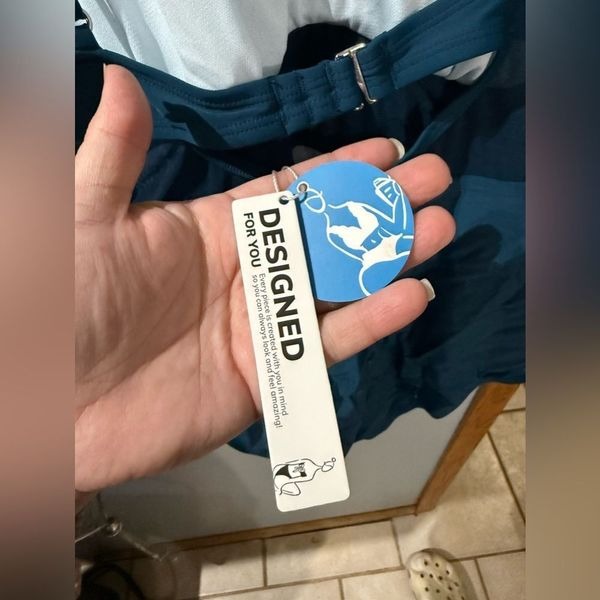 DESIGNED
FOR YOU
Every piece is created with you in mind
so you can always look and feel amazing!